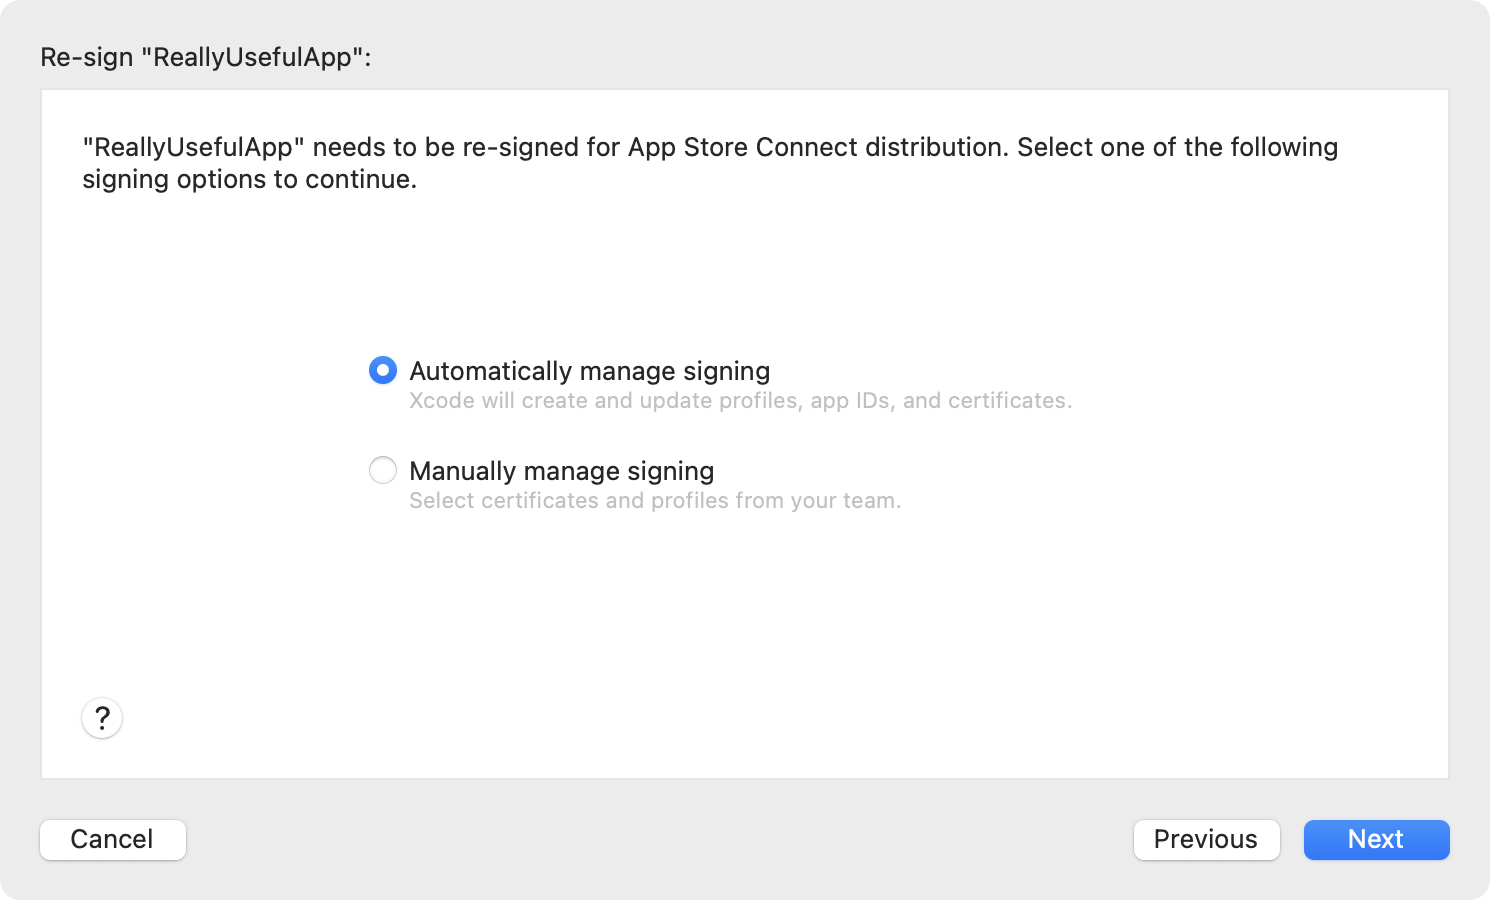 Re-sign "ReallyUsefulApp":
"ReallyUsefulApp" needs to be re-signed for App Store Connect distribution. Select one of the following
signing options to continue.
Automatically manage signing
Xcode will create and update profiles, app IDs, and certificates.
Manually manage signing
Select certificates and profiles from your team.
?
Cancel
Previous
Next